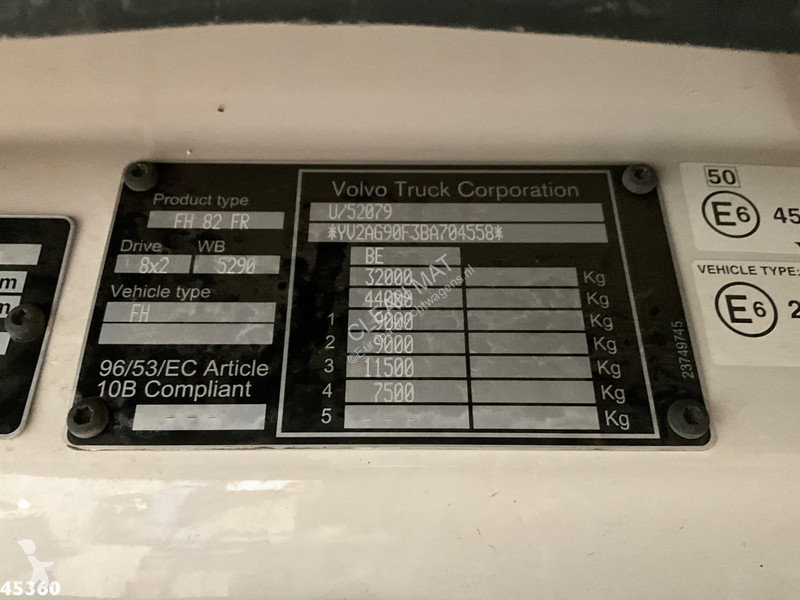 Product type
FH 82 FR
Drive WB
8x2 5290
Vehicle type
FH
96/53/EC Article
10B Compliant
- - - -
Volvo Truck Corporation
U/52079
*YV2AG90F3BA704558*
BE
32000 Kg
44000 Kg
1 9000 Kg
2 9000 Kg
3 11500 Kg
4 7500 Kg
5 - - - Kg
23749745
50
E6 45
VEHICLE TYPE:
E6 2
m
m
CLEAN MAT
45360